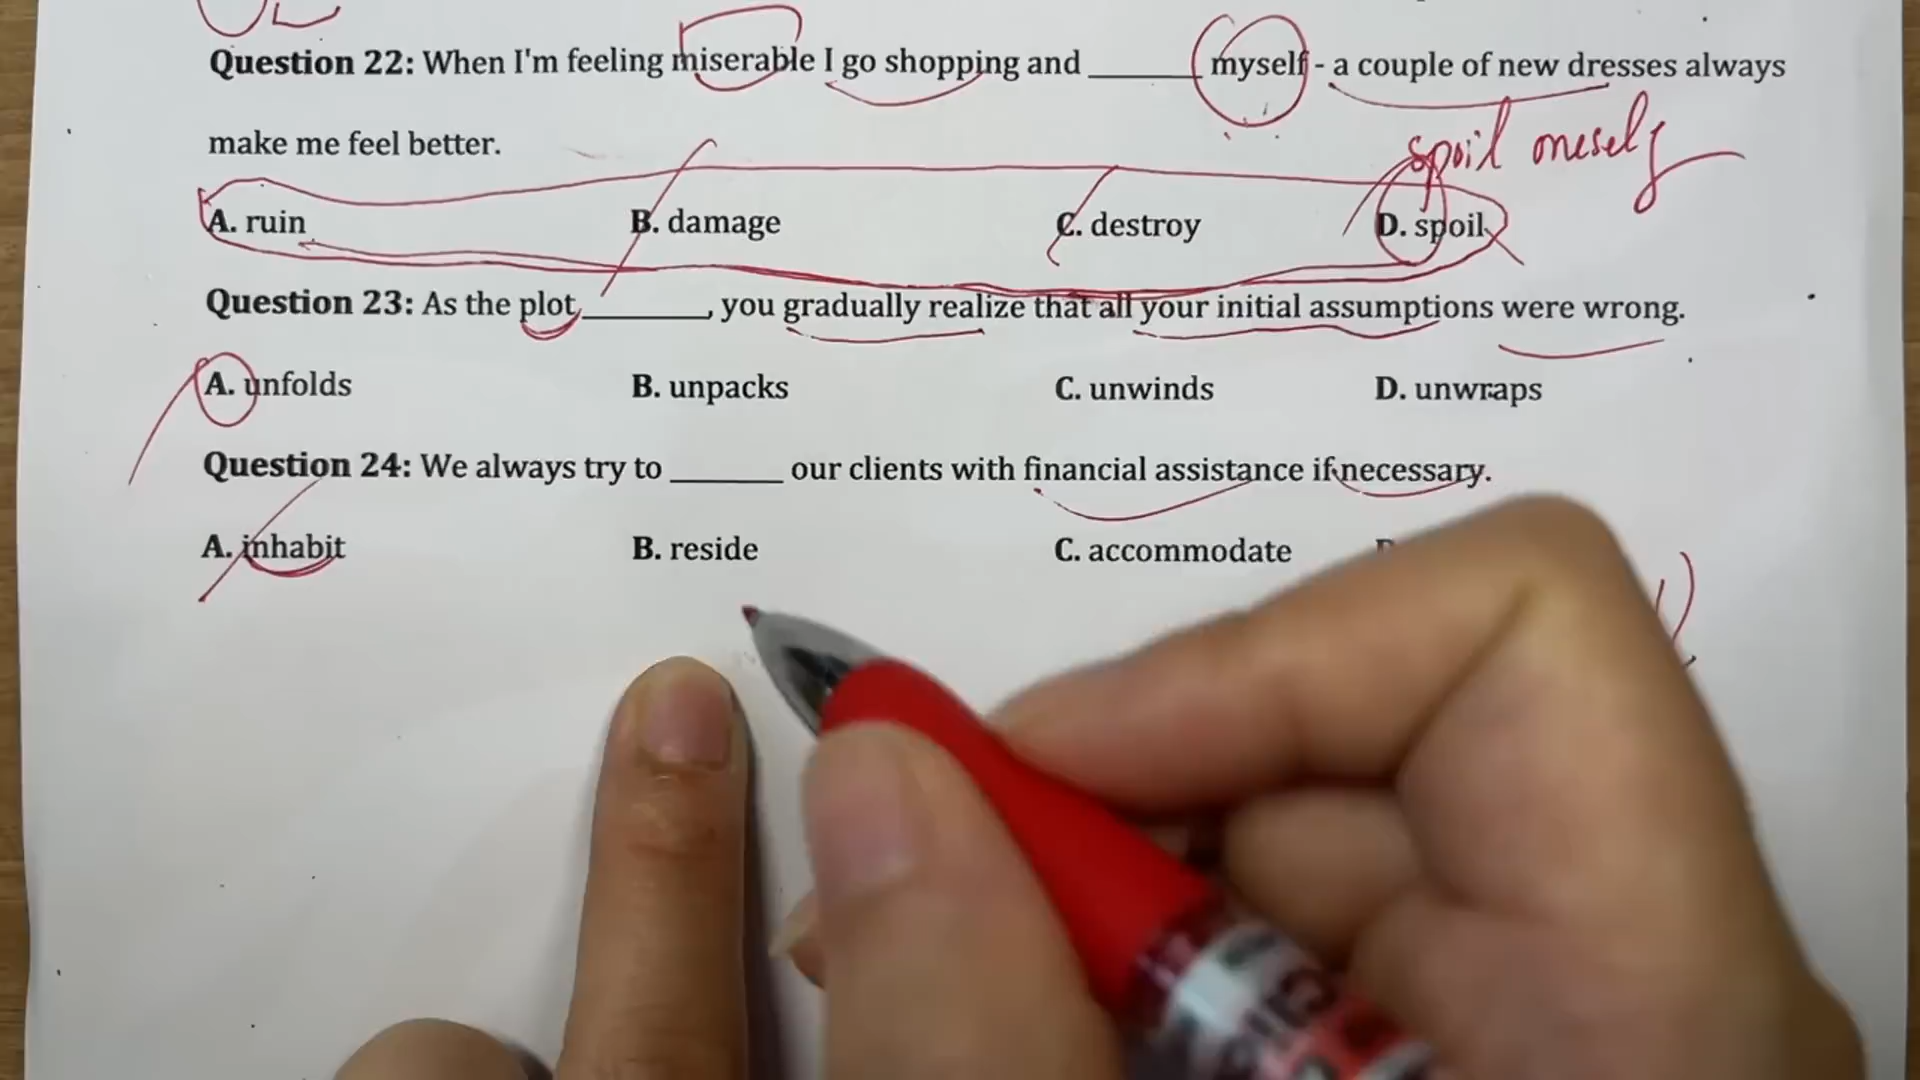 Question 22: When I'm feeling miserable I go shopping and ______ myself - a couple of new dresses always
make me feel better.
spoil oneself
A. ruin B. damage C. destroy D. spoil
Question 23: As the plot ______, you gradually realize that all your initial assumptions were wrong.
A. unfolds B. unpacks C. unwinds D. unwraps
Question 24: We always try to ______ our clients with financial assistance if necessary.
A. inhabit B. reside C. accommodate